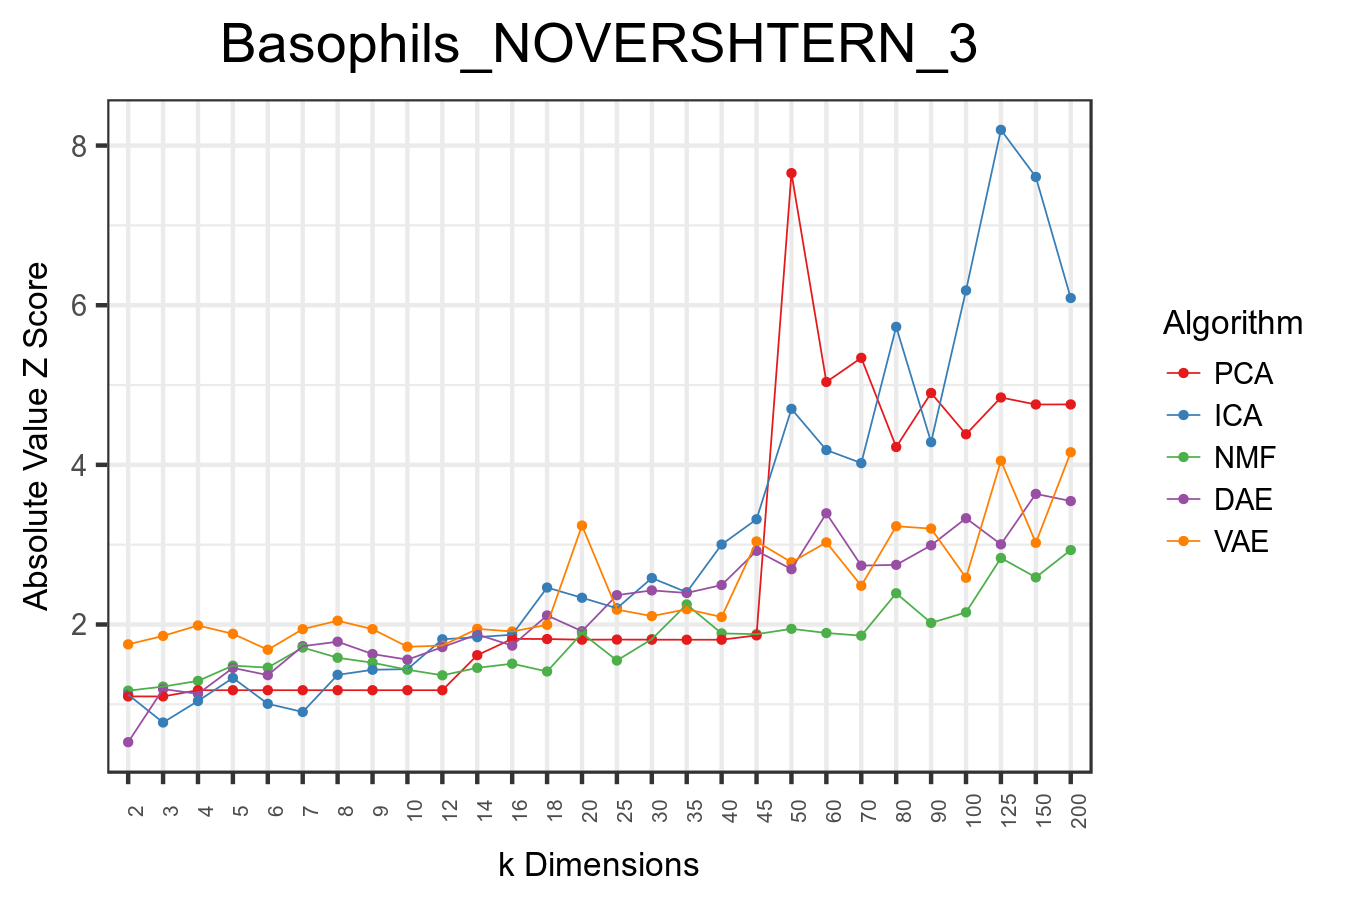 Basophils_NOVERSHTERN_3
Absolute Value Z Score
8
6
4
2
2 3 4 5 6 7 8 9 10 12 14 16 18 20 25 30 35 40 45 50 60 70 80 90 100 125 150 200
k Dimensions
Algorithm
PCA
ICA
NMF
DAE
VAE